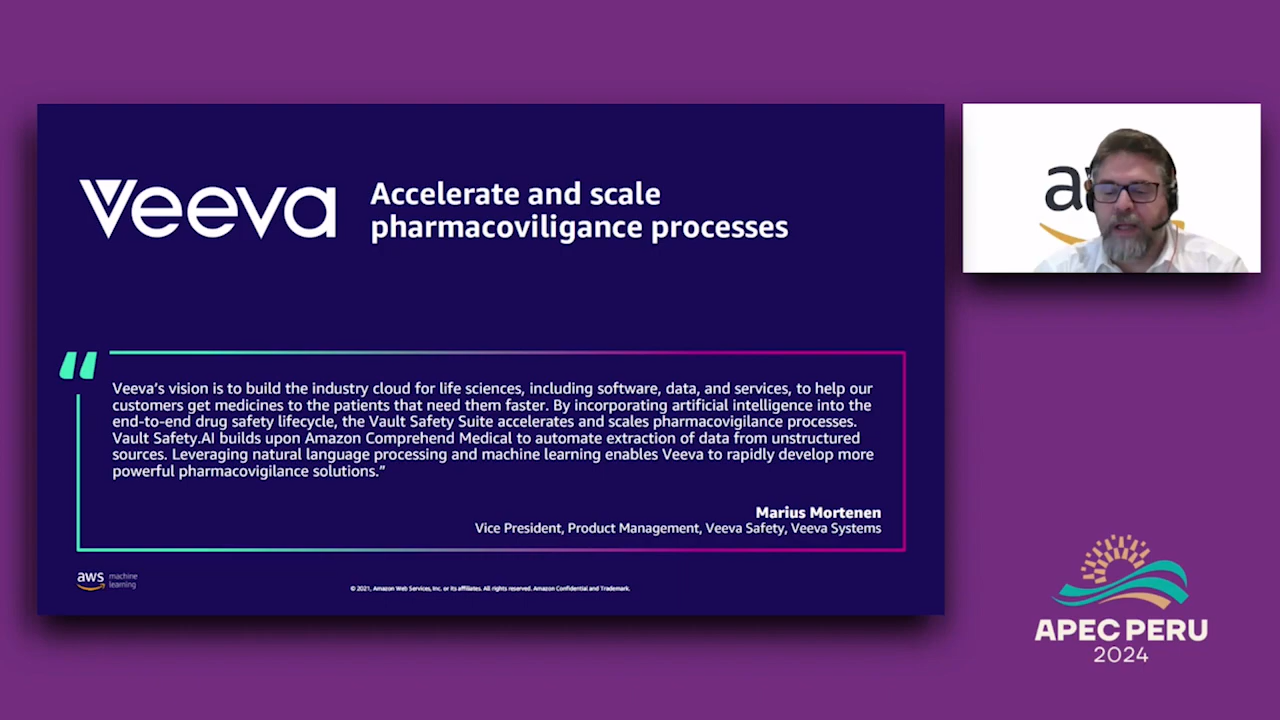 Veeva
Accelerate and scale
pharmacoviligance processes
Veeva's vision is to build the industry cloud for life sciences, including software, data, and services, to help our
customers get medicines to the patients that need them faster. By incorporating artificial intelligence into the
end-to-end drug safety lifecycle, the Vault Safety Suite accelerates and scales pharmacovigilance processes.
Vault Safety.AI builds upon Amazon Comprehend Medical to automate extraction of data from unstructured
sources. Leveraging natural language processing and machine learning enables Veeva to rapidly develop more
powerful pharmacovigilance solutions.”
Marius Mortenen
Vice President, Product Management, Veeva Safety, Veeva Systems
aws machine
learning
© 2021, Amazon Web Services, Inc. or its affiliates. All rights reserved. Amazon Confidential and Trademark.
APEC PERU
2024